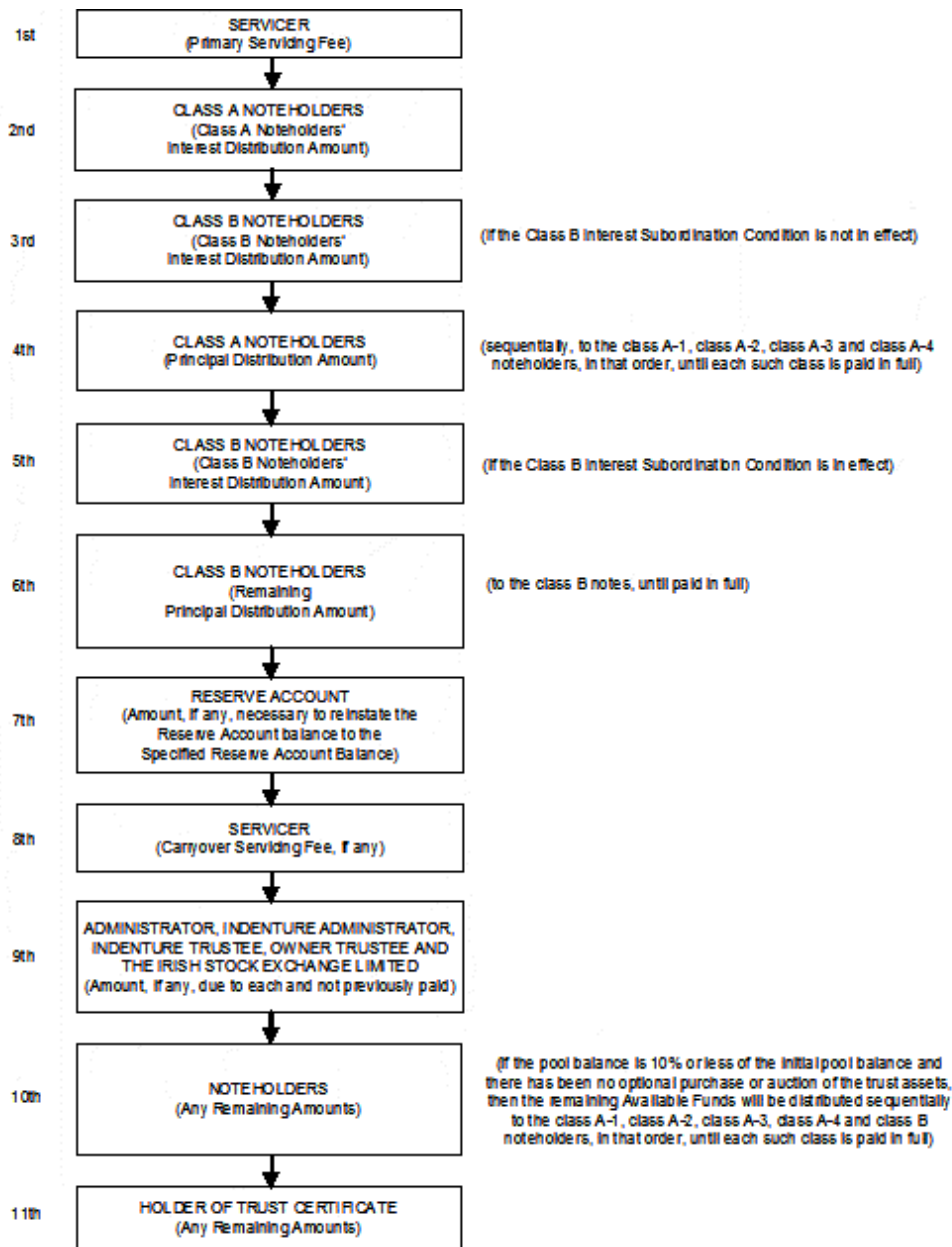 1st
SERVICER
(Primary Servicing Fee)
2nd
CLASS A NOTEHOLDERS
(Class A Noteholders'
Interest Distribution Amount)
3rd
CLASS B NOTEHOLDERS
(Class B Noteholders'
Interest Distribution Amount)
(If the Class B Interest Subordination Condition is not in effect)
4th
CLASS A NOTEHOLDERS
(Principal Distribution Amount)
(sequentially, to the class A-1, class A-2, class A-3 and class A-4
noteholders, in that order, until each such class is paid in full)
5th
CLASS B NOTEHOLDERS
(Class B Noteholders'
Interest Distribution Amount)
(If the Class B Interest Subordination Condition is in effect)
6th
CLASS B NOTEHOLDERS
(Remaining
Principal Distribution Amount)
(to the class B notes, until paid in full)
7th
RESERVE ACCOUNT
(Amount, if any, necessary to reinstate the
Reserve Account balance to the
Specified Reserve Account Balance)
8th
SERVICER
(Carryover Servicing Fee, if any)
9th
ADMINISTRATOR, INDENTURE ADMINISTRATOR,
INDENTURE TRUSTEE, OWNER TRUSTEE AND
THE IRISH STOCK EXCHANGE LIMITED
(Amount, if any, due to each and not previously paid)
10th
NOTEHOLDERS
(Any Remaining Amounts)
(If the pool balance is 10% or less of the initial pool balance and
there has been no optional purchase or auction of the trust assets,
then the remaining Available Funds will be distributed sequentially
to the class A-1, class A-2, class A-3, class A-4 and class B
noteholders, in that order, until each such class is paid in full)
11th
HOLDER OF TRUST CERTIFICATE
(Any Remaining Amounts)